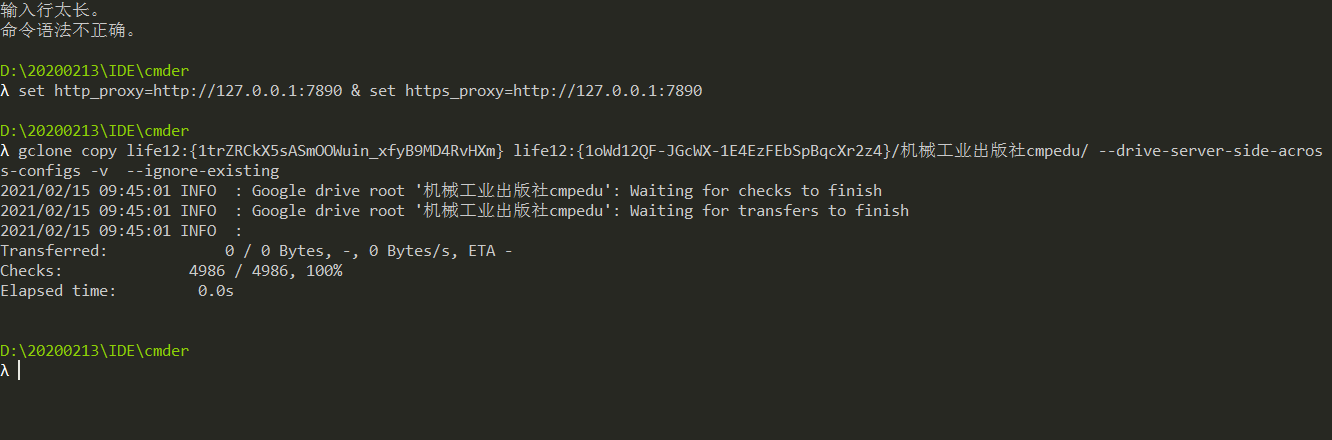 输入行太长。
命令语法不正确。
D:\20200213\IDE\cmder
λ set http_proxy=http://127.0.0.1:7890 & set https_proxy=http://127.0.0.1:7890
D:\20200213\IDE\cmder
λ gclone copy life12:{1trZRCkX5sASmOOWuin_xfyB9MD4RvHXm} life12:{1oWd12QF-JGcWX-1E4EzFEbSpBqcXr2z4}/机械工业出版社cmpedu/ --drive-server-side-acros
s-configs -v  --ignore-existing
2021/02/15 09:45:01 INFO  : Google drive root '机械工业出版社cmpedu': Waiting for checks to finish
2021/02/15 09:45:01 INFO  : Google drive root '机械工业出版社cmpedu': Waiting for transfers to finish
2021/02/15 09:45:01 INFO  :
Transferred:             0 / 0 Bytes, -, 0 Bytes/s, ETA -
Checks:              4986 / 4986, 100%
Elapsed time:         0.0s
D:\20200213\IDE\cmder
λ